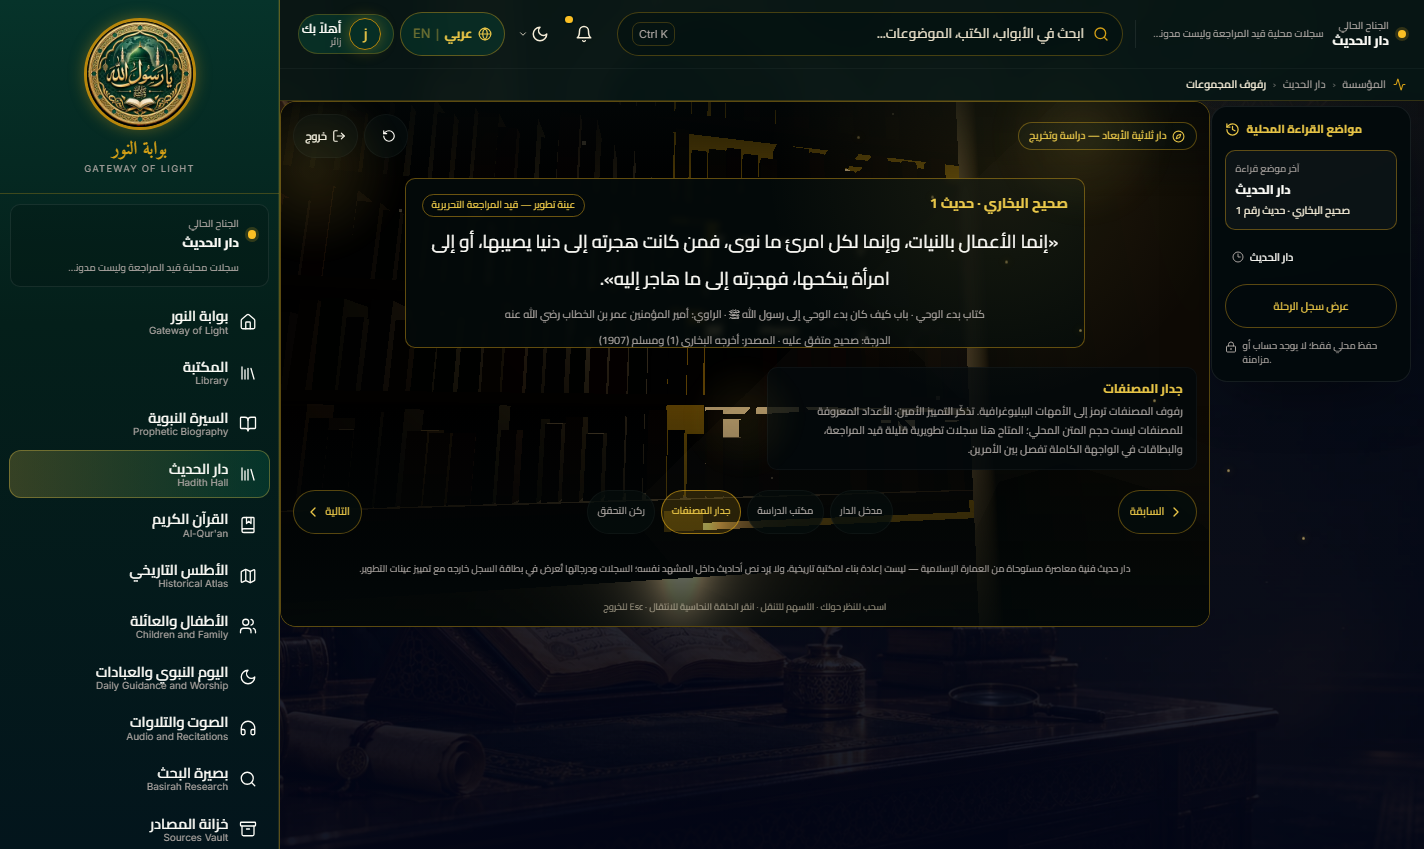 الجناح الحالي
دار الحديث
سجلات محلية قيد المراجعة وليست مدونـ...
ابحث في الأبواب، الكتب، الموضوعات...
Ctrl K
عربي | EN
ز
أهلاً بك
زائر
المؤسسة › دار الحديث › رفوف المجموعات
يا رسول الله
بوابة النور
GATEWAY OF LIGHT
الجناح الحالي
دار الحديث
سجلات محلية قيد المراجعة وليست مدونـ...
بوابة النور
Gateway of Light
المكتبة
Library
السيرة النبوية
Prophetic Biography
دار الحديث
Hadith Hall
القرآن الكريم
Al-Qur'an
الأطلس التاريخي
Historical Atlas
الأطفال والعائلة
Children and Family
اليوم النبوي والعبادات
Daily Guidance and Worship
الصوت والتلاوات
Audio and Recitations
بصيرة البحث
Basirah Research
خزانة المصادر
Sources Vault
مواضع القراءة المحلية
آخر موضع قراءة
دار الحديث
صحيح البخاري · حديث رقم 1
دار الحديث
عرض سجل الرحلة
حفظ محلي فقط؛ لا يوجد حساب أو
مزامنة.
دار ثلاثية الأبعاد — دراسة وتخريج
خروج
صحيح البخاري · حديث 1
عينة تطوير — قيد المراجعة التحريرية
«إنما الأعمال بالنيات، وإنما لكل امرئ ما نوى، فمن كانت هجرته إلى دنيا يصيبها، أو إلى
امرأة ينكحها، فهجرته إلى ما هاجر إليه».
كتاب بدء الوحي · باب كيف كان بدء الوحي إلى رسول الله ﷺ · الراوي: أمير المؤمنين عمر بن الخطاب رضي الله عنه
الدرجة: صحيح متفق عليه · المصدر: أخرجه البخاري (1) ومسلم (1907)
جدار المصنفات
رفوف المصنفات ترمز إلى الأمهات الببليوغرافية. تذكّر التمييز الأمين: الأعداد المعروفة
للمصنفات ليست حجم المتن المحلي؛ المتاح هنا سجلات تطويرية قليلة قيد المراجعة،
والبطاقات في الواجهة الكاملة تفصل بين الأمرين.
السابقة
مدخل الدار
مكتب الدراسة
جدار المصنفات
ركن التحقق
التالية
دار حديث فنية معاصرة مستوحاة من العمارة الإسلامية — ليست إعادة بناء لمكتبة تاريخية، ولا يَرِد نص أحاديث داخل المشهد نفسه؛ السجلات ودرجاتها تُعرض في بطاقة السجل خارجه مع تمييز عينات التطوير.
اسحب للنظر حولك · الأسهم للتنقل · انقر الحلقة النحاسية للانتقال · Esc للخروج